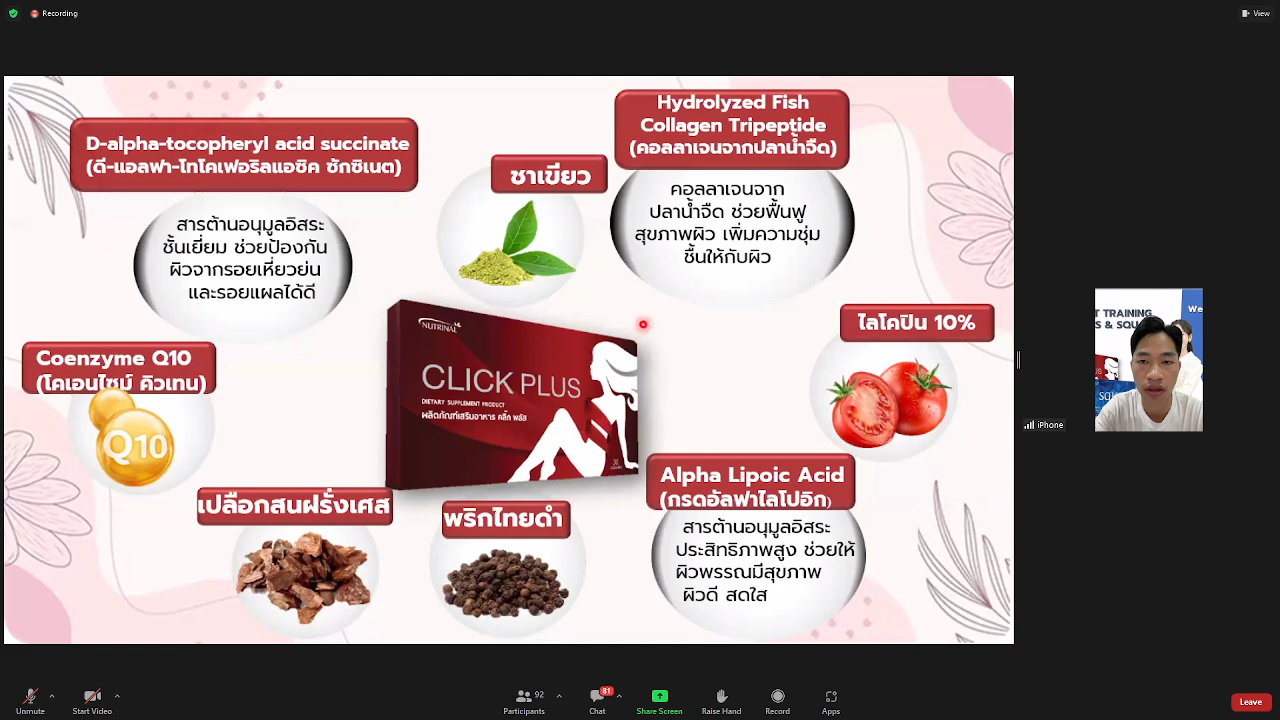 Recording
View
D-alpha-tocopheryl acid succinate
(ดี-แอลฟา-โทโคเฟอริลแอซิค ซักซิเนต)
สารต้านอนุมูลอิสระ
ชั้นเยี่ยม ช่วยป้องกัน
ผิวจากรอยเหี่ยวย่น
และรอยแผลได้ดี
ชาเขียว
Hydrolyzed Fish
Collagen Tripeptide
(คอลลาเจนจากปลาน้ำจืด)
คอลลาเจนจาก
ปลาน้ำจืด ช่วยฟื้นฟู
สุขภาพผิว เพิ่มความชุ่ม
ชื้นให้กับผิว
ไลโคปิน 10%
Coenzyme Q10
(โคเอนไซม์ คิวเทน)
Q10
NUTRINAL
CLICK PLUS
DIETARY SUPPLEMENT PRODUCT
ผลิตภัณฑ์เสริมอาหาร คลิ๊ก พลัส
เปลือกสนฝรั่งเศส
พริกไทยดำ
Alpha Lipoic Acid
(กรดอัลฟาไลโปอิก)
สารต้านอนุมูลอิสระ
ประสิทธิภาพสูง ช่วยให้
ผิวพรรณมีสุขภาพ
ผิวดี สดใส
T TRAINING
S & SQU
We
iPhone
Unmute
Start Video
92
Participants
81
Chat
Share Screen
Raise Hand
Record
Apps
Leave